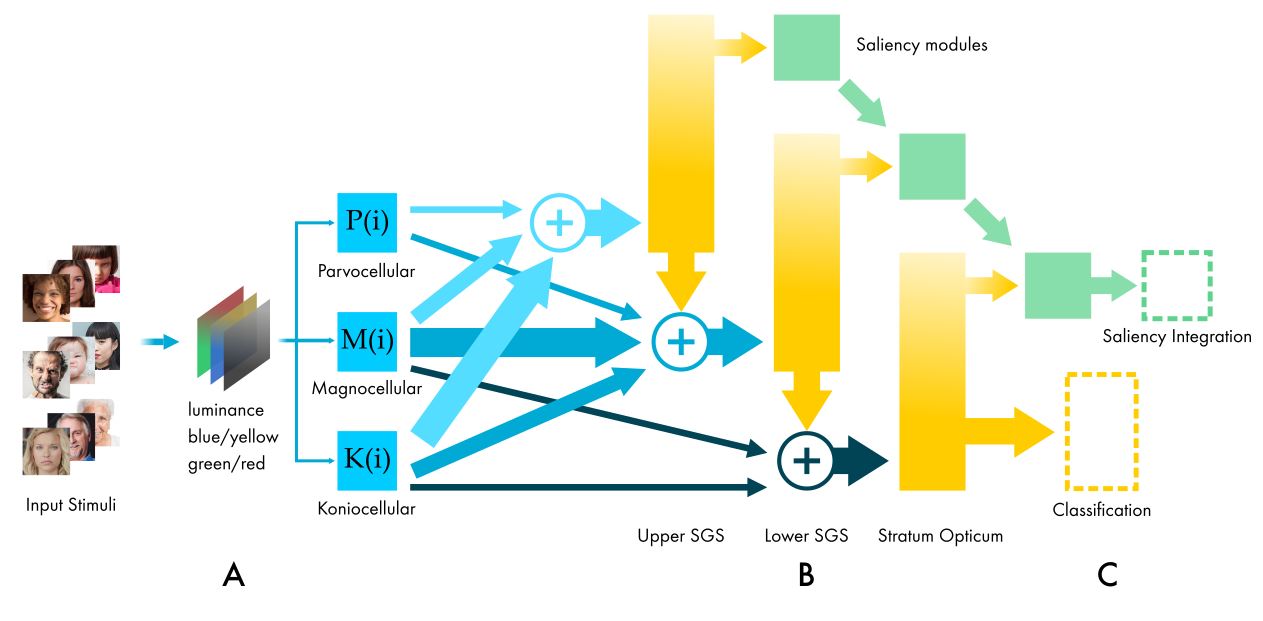 Saliency modules
P(i)
Parvocellular
M(i)
Magnocellular
Saliency Integration
luminance
blue/yellow
green/red
K(i)
Koniocellular
Input Stimuli
Classification
Upper SGS
Lower SGS
Stratum Opticum
A
B
C